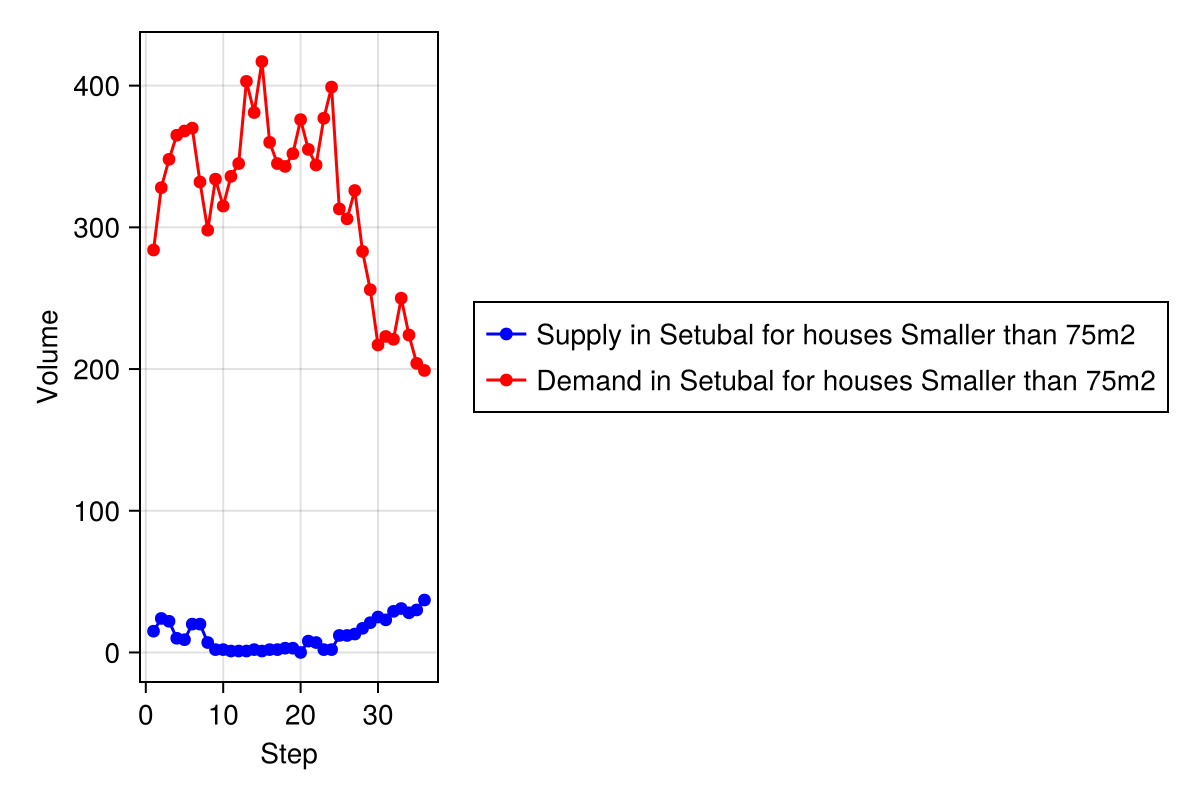 400
300
200
100
0
Volume
0 10 20 30
Step
Supply in Setubal for houses Smaller than 75m2
Demand in Setubal for houses Smaller than 75m2